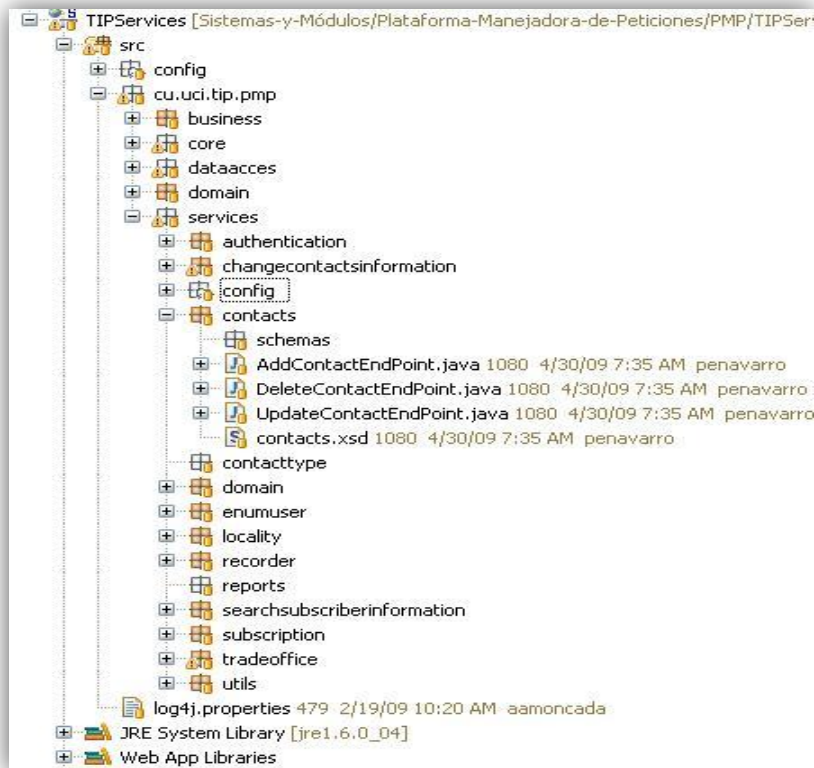 TIPServices [Sistemas-y-Módulos/Plataforma-Manejadora-de-Peticiones/PMP/TIPSer
src
config
cu.uci.tip.pmp
business
core
dataacces
domain
services
authentication
changecontactsinformation
config
contacts
schemas
AddContactEndPoint.java 1080 4/30/09 7:35 AM penavarro
DeleteContactEndPoint.java 1080 4/30/09 7:35 AM penavarro
UpdateContactEndPoint.java 1080 4/30/09 7:35 AM penavarro
contacts.xsd 1080 4/30/09 7:35 AM penavarro
contacttype
domain
enumuser
locality
recorder
reports
searchsubscriberinformation
subscription
tradeoffice
utils
log4j.properties 479 2/19/09 10:20 AM aamoncada
JRE System Library [jre1.6.0_04]
Web App Libraries